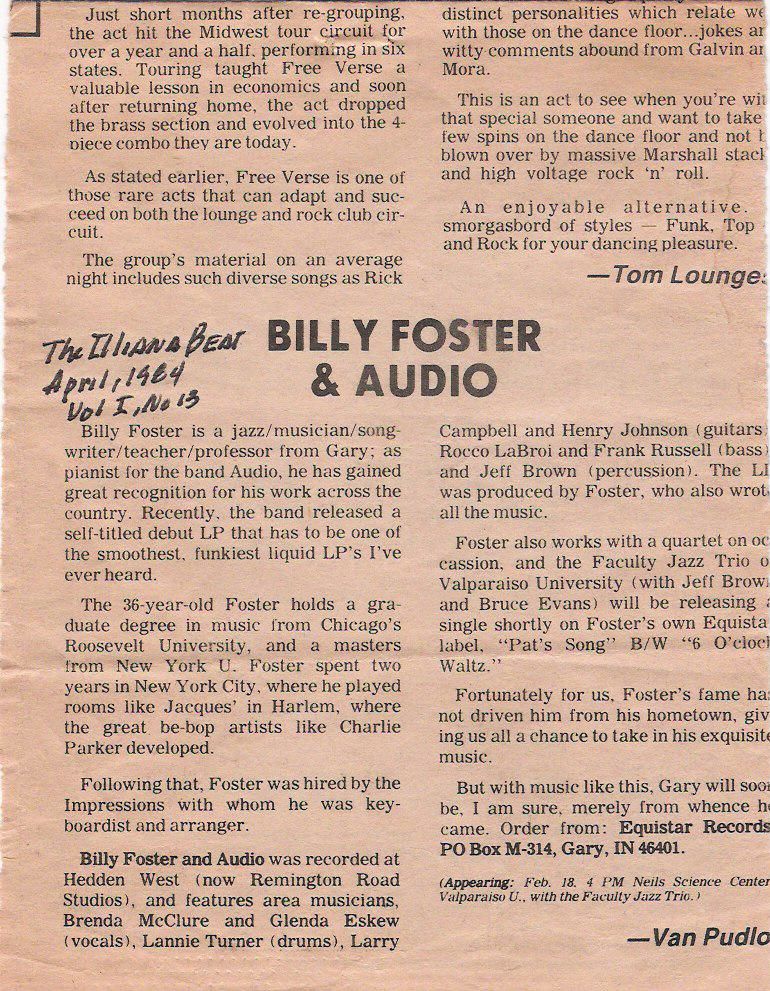 Just short months after re-grouping,
the act hit the Midwest tour circuit for
over a year and a half, performing in six
states. Touring taught Free Verse a
valuable lesson in economics and soon
after returning home, the act dropped
the brass section and evolved into the 4-
piece combo they are today.
As stated earlier, Free Verse is one of
those rare acts that can adapt and suc-
ceed on both the lounge and rock club cir-
cuit.
The group's material on an average
night includes such diverse songs as Rick
distinct personalities which relate we
with those on the dance floor...jokes an
witty comments abound from Galvin an
Mora.
This is an act to see when you're wit
that special someone and want to take
few spins on the dance floor and not b
blown over by massive Marshall stack
and high voltage rock 'n' roll.
An enjoyable alternative.
smorgasbord of styles — Funk, Top
and Rock for your dancing pleasure.
—Tom Lounge
The Illiana Beat
April, 1984
Vol I, No 13
BILLY FOSTER
& AUDIO
Billy Foster is a jazz/musician/song-
writer/teacher/professor from Gary; as
pianist for the band Audio, he has gained
great recognition for his work across the
country. Recently, the band released a
self-titled debut LP that has to be one of
the smoothest, funkiest liquid LP's I've
ever heard.
The 36-year-old Foster holds a gra-
duate degree in music from Chicago's
Roosevelt University, and a masters
from New York U. Foster spent two
years in New York City, where he played
rooms like Jacques' in Harlem, where
the great be-bop artists like Charlie
Parker developed.
Following that, Foster was hired by the
Impressions with whom he was key-
boardist and arranger.
Billy Foster and Audio was recorded at
Hedden West (now Remington Road
Studios), and features area musicians,
Brenda McClure and Glenda Eskew
(vocals), Lannie Turner (drums), Larry
Campbell and Henry Johnson (guitars
Rocco LaBroi and Frank Russell (bass)
and Jeff Brown (percussion). The LI
was produced by Foster, who also wrot
all the music.
Foster also works with a quartet on oc
cassion, and the Faculty Jazz Trio o
Valparaiso University (with Jeff Brow
and Bruce Evans) will be releasing a
single shortly on Foster's own Equista
label, "Pat's Song" B/W "6 O'clock
Waltz."
Fortunately for us, Foster's fame ha
not driven him from his hometown, giv
ing us all a chance to take in his exquisite
music.
But with music like this, Gary will soon
be, I am sure, merely from whence he
came. Order from: Equistar Records
PO Box M-314, Gary, IN 46401.
(Appearing: Feb. 18, 4 PM Neils Science Center
Valparaiso U., with the Faculty Jazz Trio.)
—Van Pudlo